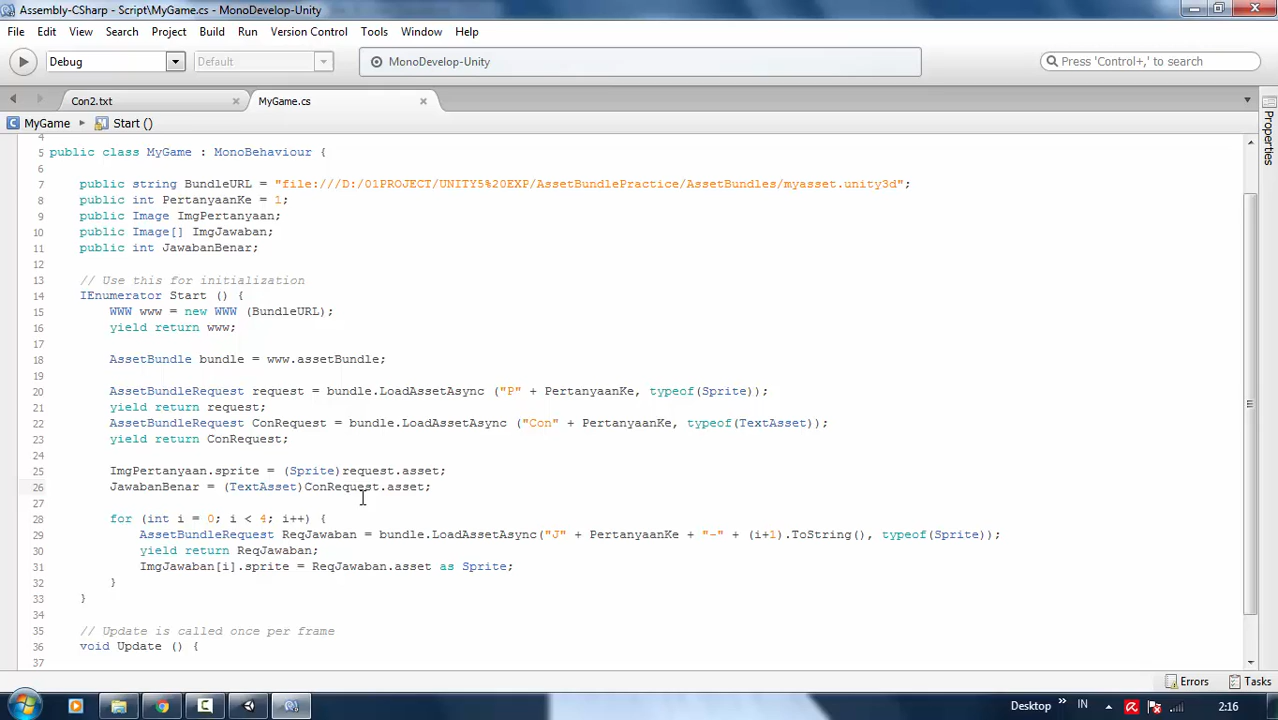 Assembly-CSharp - Script\MyGame.cs - MonoDevelop-Unity
File Edit View Search Project Build Run Version Control Tools Window Help
Debug Default MonoDevelop-Unity Press 'Control+,' to search
Con2.txt MyGame.cs
MyGame Start ()
4
5 public class MyGame : MonoBehaviour {
6
7 public string BundleURL = "file:///D:/01PROJECT/UNITY5%20EXP/AssetBundlePractice/AssetBundles/myasset.unity3d";
8 public int PertanyaanKe = 1;
9 public Image ImgPertanyaan;
10 public Image[] ImgJawaban;
11 public int JawabanBenar;
12
13 // Use this for initialization
14 IEnumerator Start () {
15 WWW www = new WWW (BundleURL);
16 yield return www;
17
18 AssetBundle bundle = www.assetBundle;
19
20 AssetBundleRequest request = bundle.LoadAssetAsync ("P" + PertanyaanKe, typeof(Sprite));
21 yield return request;
22 AssetBundleRequest ConRequest = bundle.LoadAssetAsync ("Con" + PertanyaanKe, typeof(TextAsset));
23 yield return ConRequest;
24
25 ImgPertanyaan.sprite = (Sprite)request.asset;
26 JawabanBenar = (TextAsset)ConRequest.asset;
27
28 for (int i = 0; i < 4; i++) {
29 AssetBundleRequest ReqJawaban = bundle.LoadAssetAsync("J" + PertanyaanKe + "-" + (i+1).ToString(), typeof(Sprite));
30 yield return ReqJawaban;
31 ImgJawaban[i].sprite = ReqJawaban.asset as Sprite;
32 }
33 }
34
35 // Update is called once per frame
36 void Update () {
37
Properties
Errors Tasks
Desktop IN 2:16